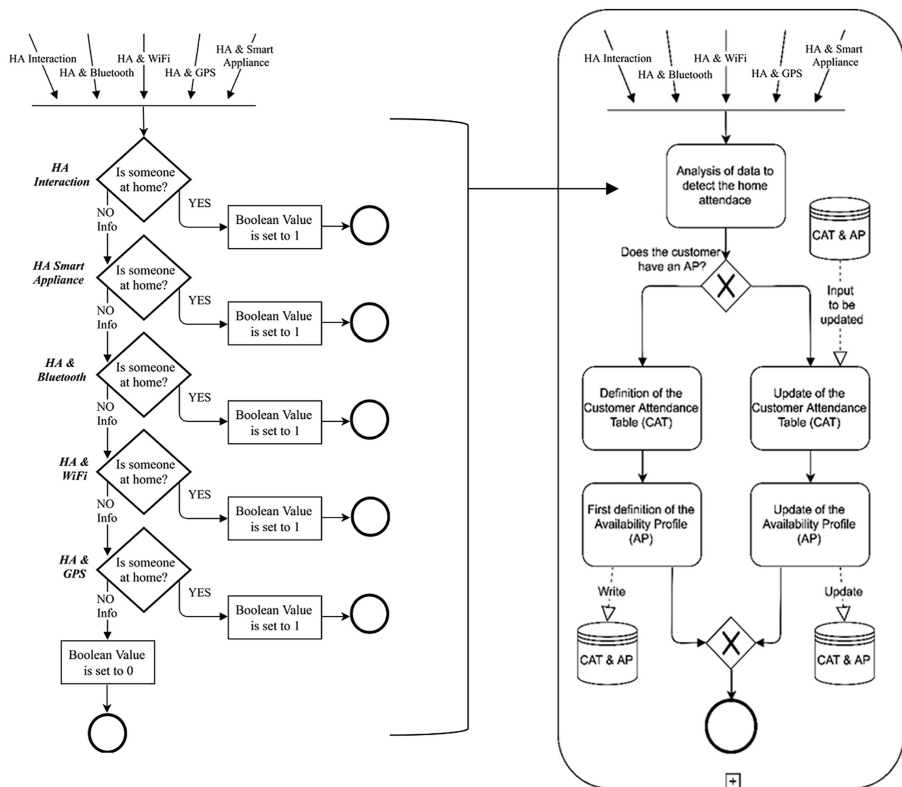 HA Interaction
HA & Bluetooth
HA & WiFi
HA & GPS
HA & Smart
Appliance
HA
Interaction
Is someone
at home?
YES
NO
Info
Boolean Value
is set to 1
HA Smart
Appliance
Is someone
at home?
YES
NO
Info
Boolean Value
is set to 1
HA &
Bluetooth
Is someone
at home?
YES
NO
Info
Boolean Value
is set to 1
HA &
WiFi
Is someone
at home?
YES
NO
Info
Boolean Value
is set to 1
HA &
GPS
Is someone
at home?
YES
NO
Info
Boolean Value
is set to 1
Boolean Value
is set to 0
HA Interaction
HA & Bluetooth
HA & WiFi
HA & GPS
HA & Smart
Appliance
Analysis of data to
detect the home
attendace
CAT & AP
Does the customer
have an AP?
X
Input
to be
updated
Definition of the
Customer Attendance
Table (CAT)
Update of the
Customer Attendance
Table (CAT)
First definition of the
Availability Profile
(AP)
Update of the
Availability Profile
(AP)
Write
Update
CAT & AP
X
CAT & AP